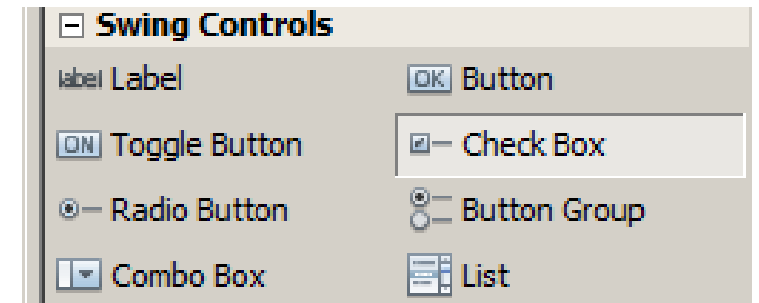 Swing Controls
label Label
OK Button
ON Toggle Button
Check Box
Radio Button
Button Group
Combo Box
List